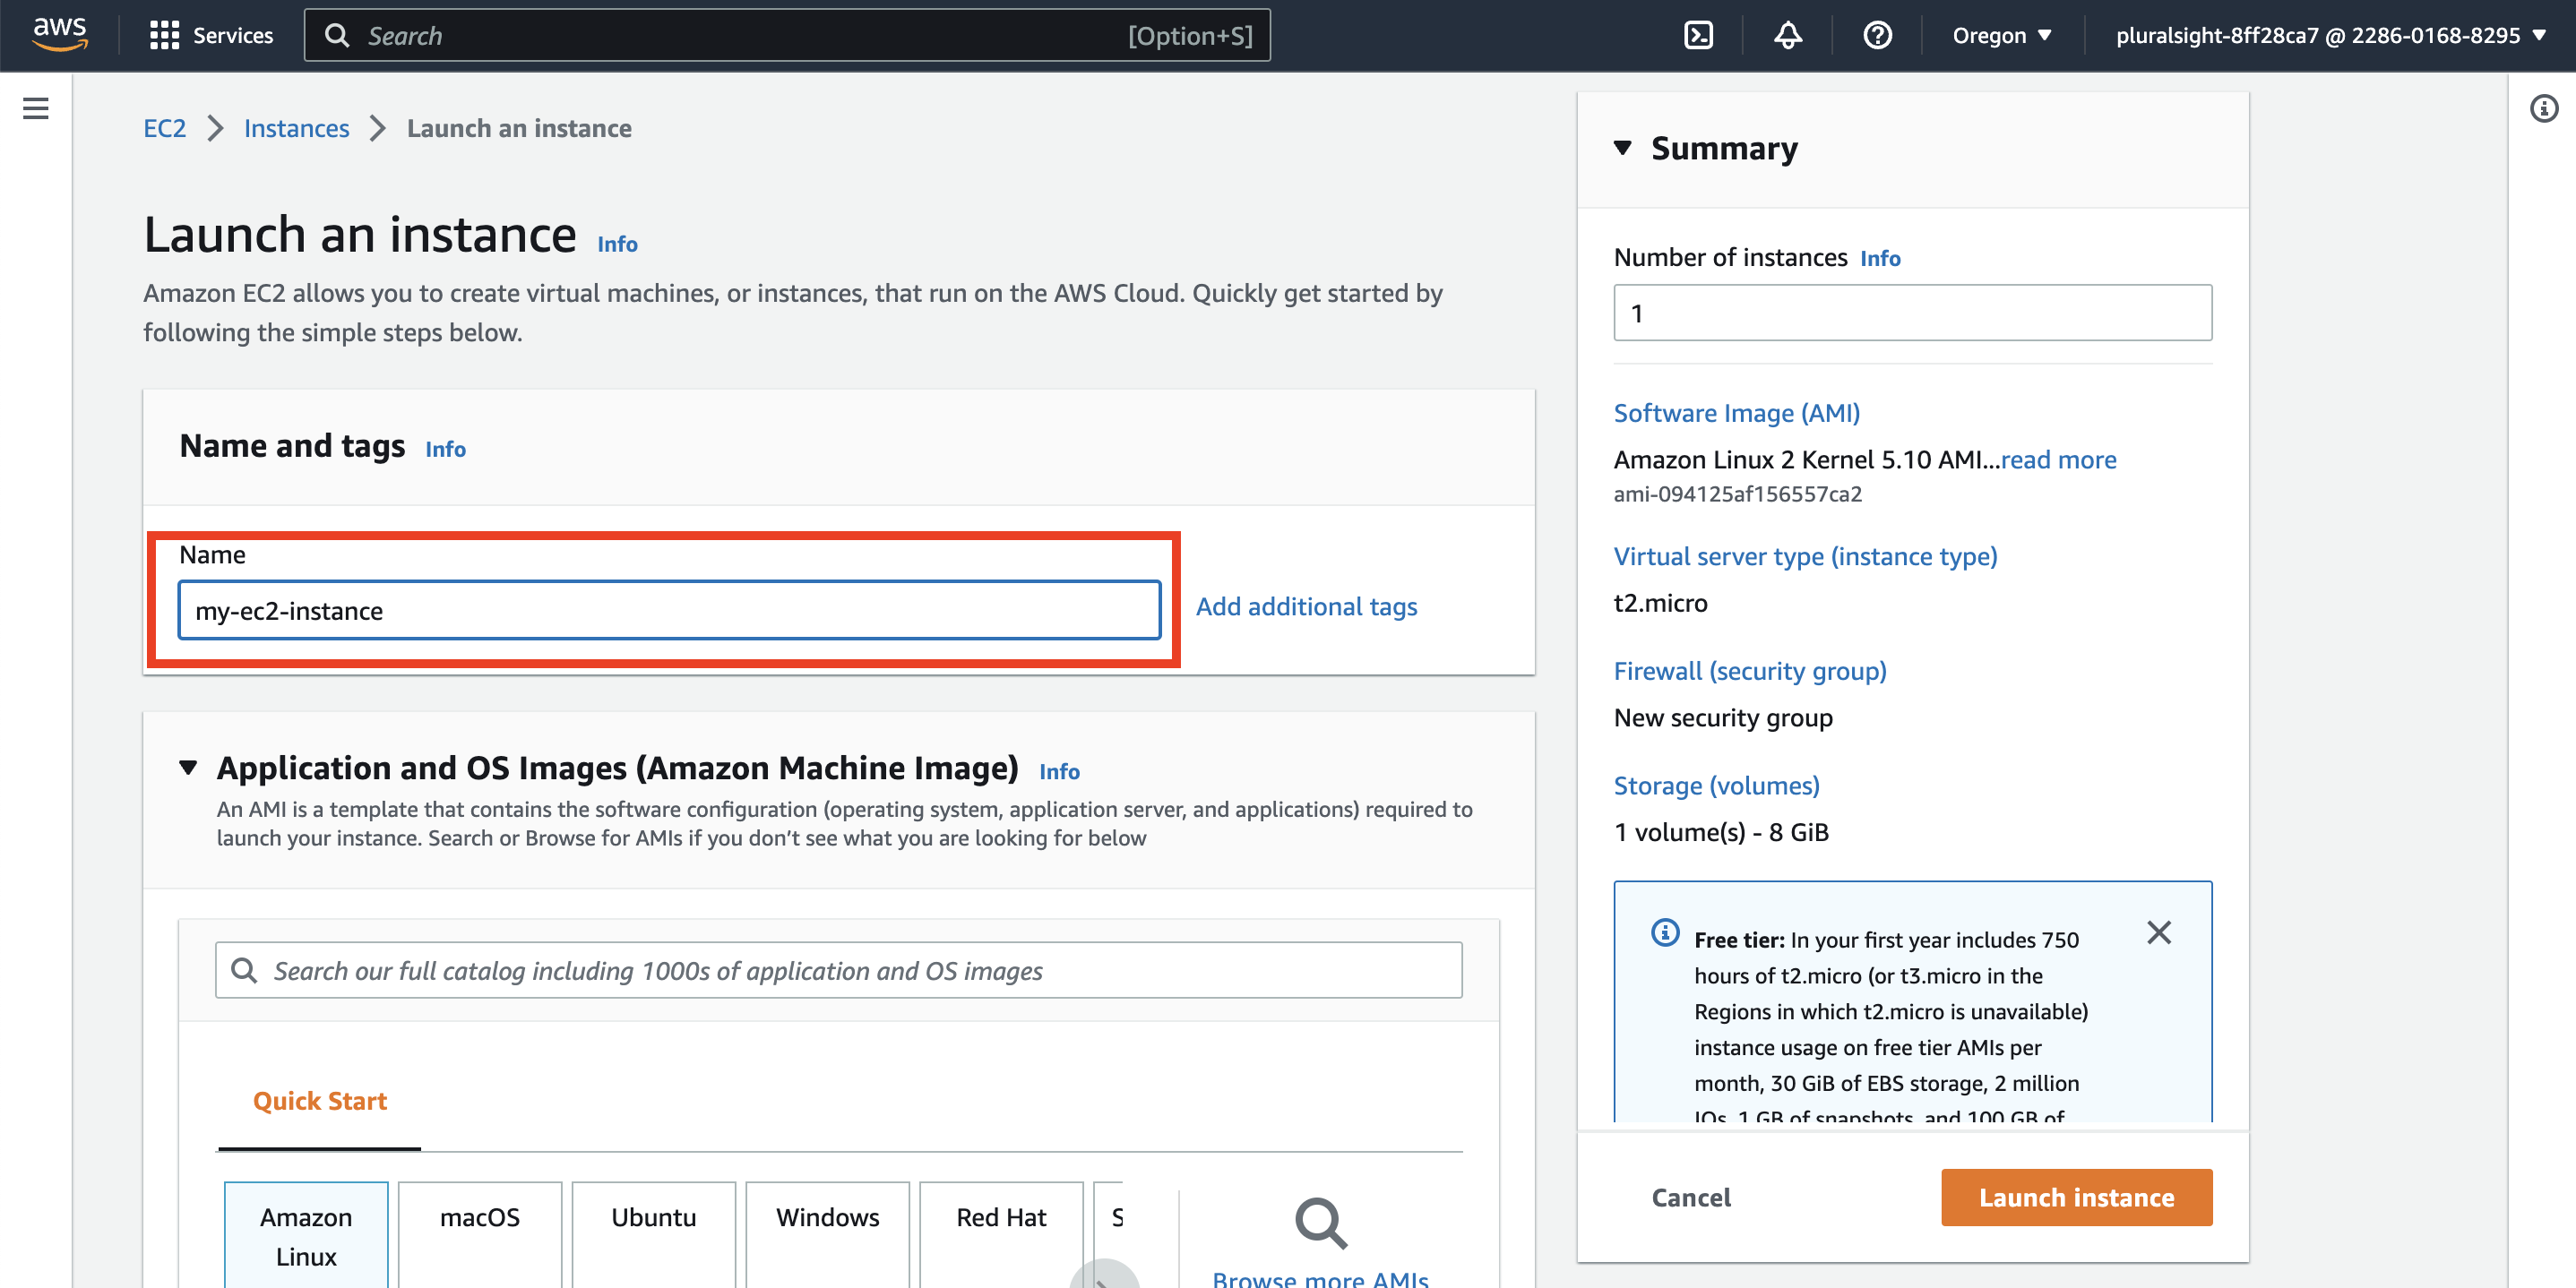 aws
Services
Search
[Option+S]
Oregon
pluralsight-8ff28ca7 @ 2286-0168-8295
EC2
Instances
Launch an instance
Launch an instance
Info
Amazon EC2 allows you to create virtual machines, or instances, that run on the AWS Cloud. Quickly get started by
following the simple steps below.
Name and tags
Info
Name
my-ec2-instance
Add additional tags
Application and OS Images (Amazon Machine Image)
Info
An AMI is a template that contains the software configuration (operating system, application server, and applications) required to
launch your instance. Search or Browse for AMIs if you don’t see what you are looking for below
Search our full catalog including 1000s of application and OS images
Quick Start
Amazon
Linux
macOS
Ubuntu
Windows
Red Hat
S
Browse more AMIs
Summary
Number of instances
Info
1
Software Image (AMI)
Amazon Linux 2 Kernel 5.10 AMI...read more
ami-094125af156557ca2
Virtual server type (instance type)
t2.micro
Firewall (security group)
New security group
Storage (volumes)
1 volume(s) - 8 GiB
Free tier: In your first year includes 750
hours of t2.micro (or t3.micro in the
Regions in which t2.micro is unavailable)
instance usage on free tier AMIs per
month, 30 GiB of EBS storage, 2 million
IOs, 1 GB of snapshots, and 100 GB of
Cancel
Launch instance